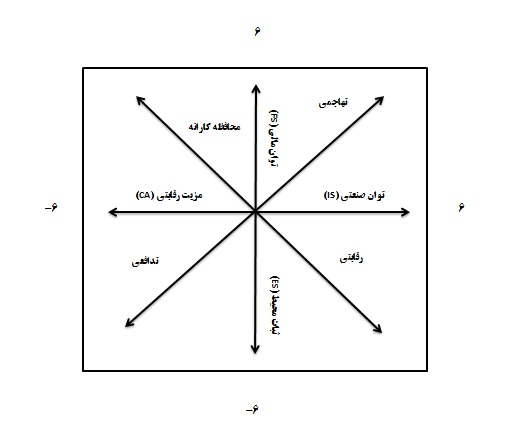 ۶
تهاجمی
محافظه کارانه
توان مالی (FS)
توان صنعتی (IS)
مزیت رقابتی (CA)
۶
-۶
رقابتی
تدافعی
ثبات محیط (ES)
-۶